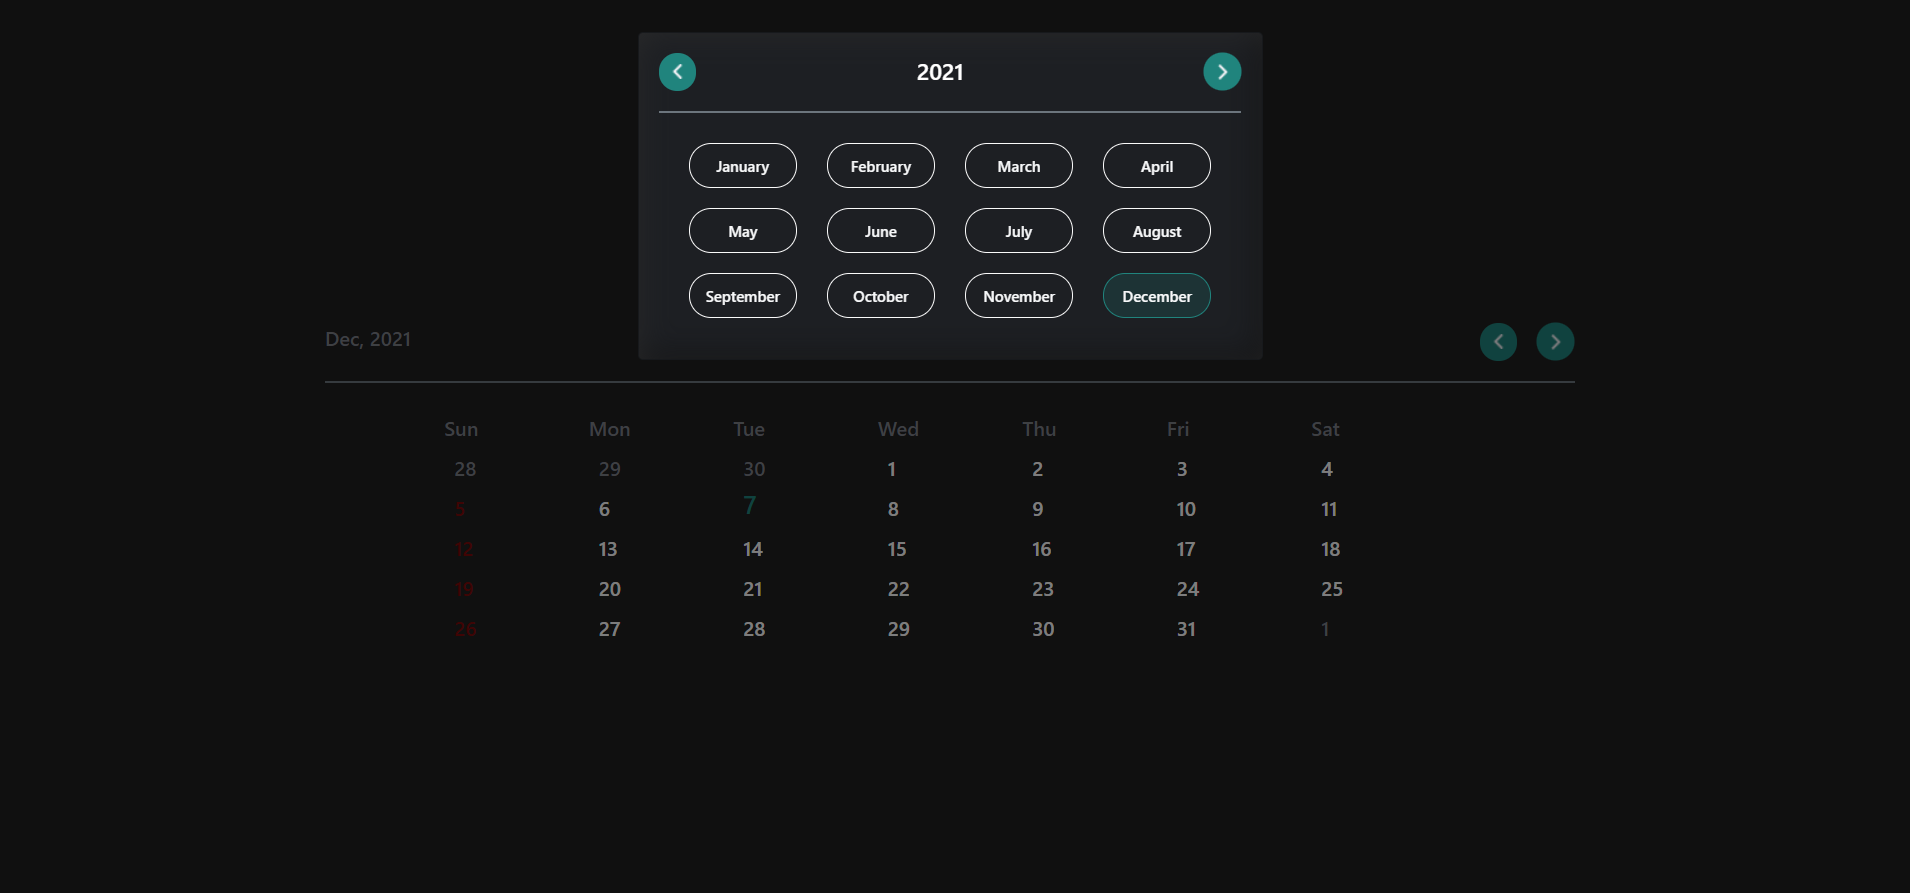 2021
January February March April
May June July August
September October November December
Dec, 2021
Sun Mon Tue Wed Thu Fri Sat
28 29 30 1 2 3 4
5 6 7 8 9 10 11
12 13 14 15 16 17 18
19 20 21 22 23 24 25
26 27 28 29 30 31 1